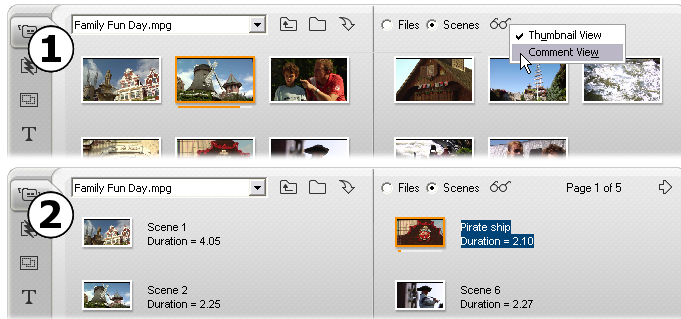 1
Family Fun Day.mpg
Files
Scenes
Thumbnail View
Comment View
T
2
Family Fun Day.mpg
Files
Scenes
Page 1 of 5
Scene 1
Duration = 4.05
Pirate ship
Duration = 2.10
Scene 2
Duration = 2.25
Scene 6
Duration = 2.27
T